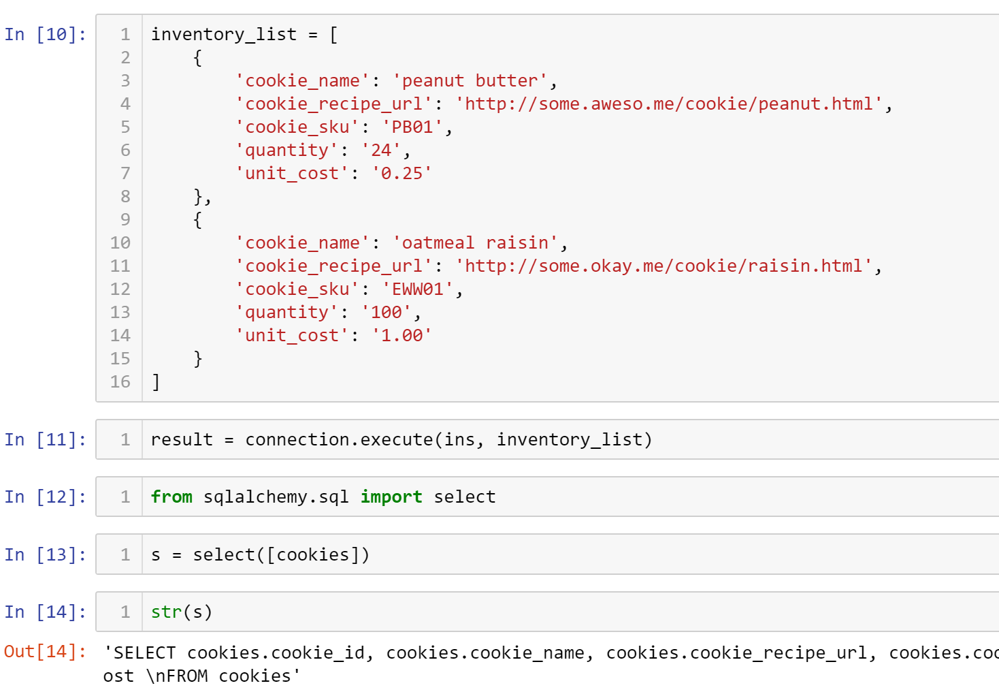 In [10]:
1 inventory_list = [
2     {
3         'cookie_name': 'peanut butter',
4         'cookie_recipe_url': 'http://some.aweso.me/cookie/peanut.html',
5         'cookie_sku': 'PB01',
6         'quantity': '24',
7         'unit_cost': '0.25'
8     },
9     {
10         'cookie_name': 'oatmeal raisin',
11         'cookie_recipe_url': 'http://some.okay.me/cookie/raisin.html',
12         'cookie_sku': 'EWW01',
13         'quantity': '100',
14         'unit_cost': '1.00'
15     }
16 ]
In [11]: 1 result = connection.execute(ins, inventory_list)
In [12]: 1 from sqlalchemy.sql import select
In [13]: 1 s = select([cookies])
In [14]: 1 str(s)
Out[14]: 'SELECT cookies.cookie_id, cookies.cookie_name, cookies.cookie_recipe_url, cookies.coo
ost \nFROM cookies'